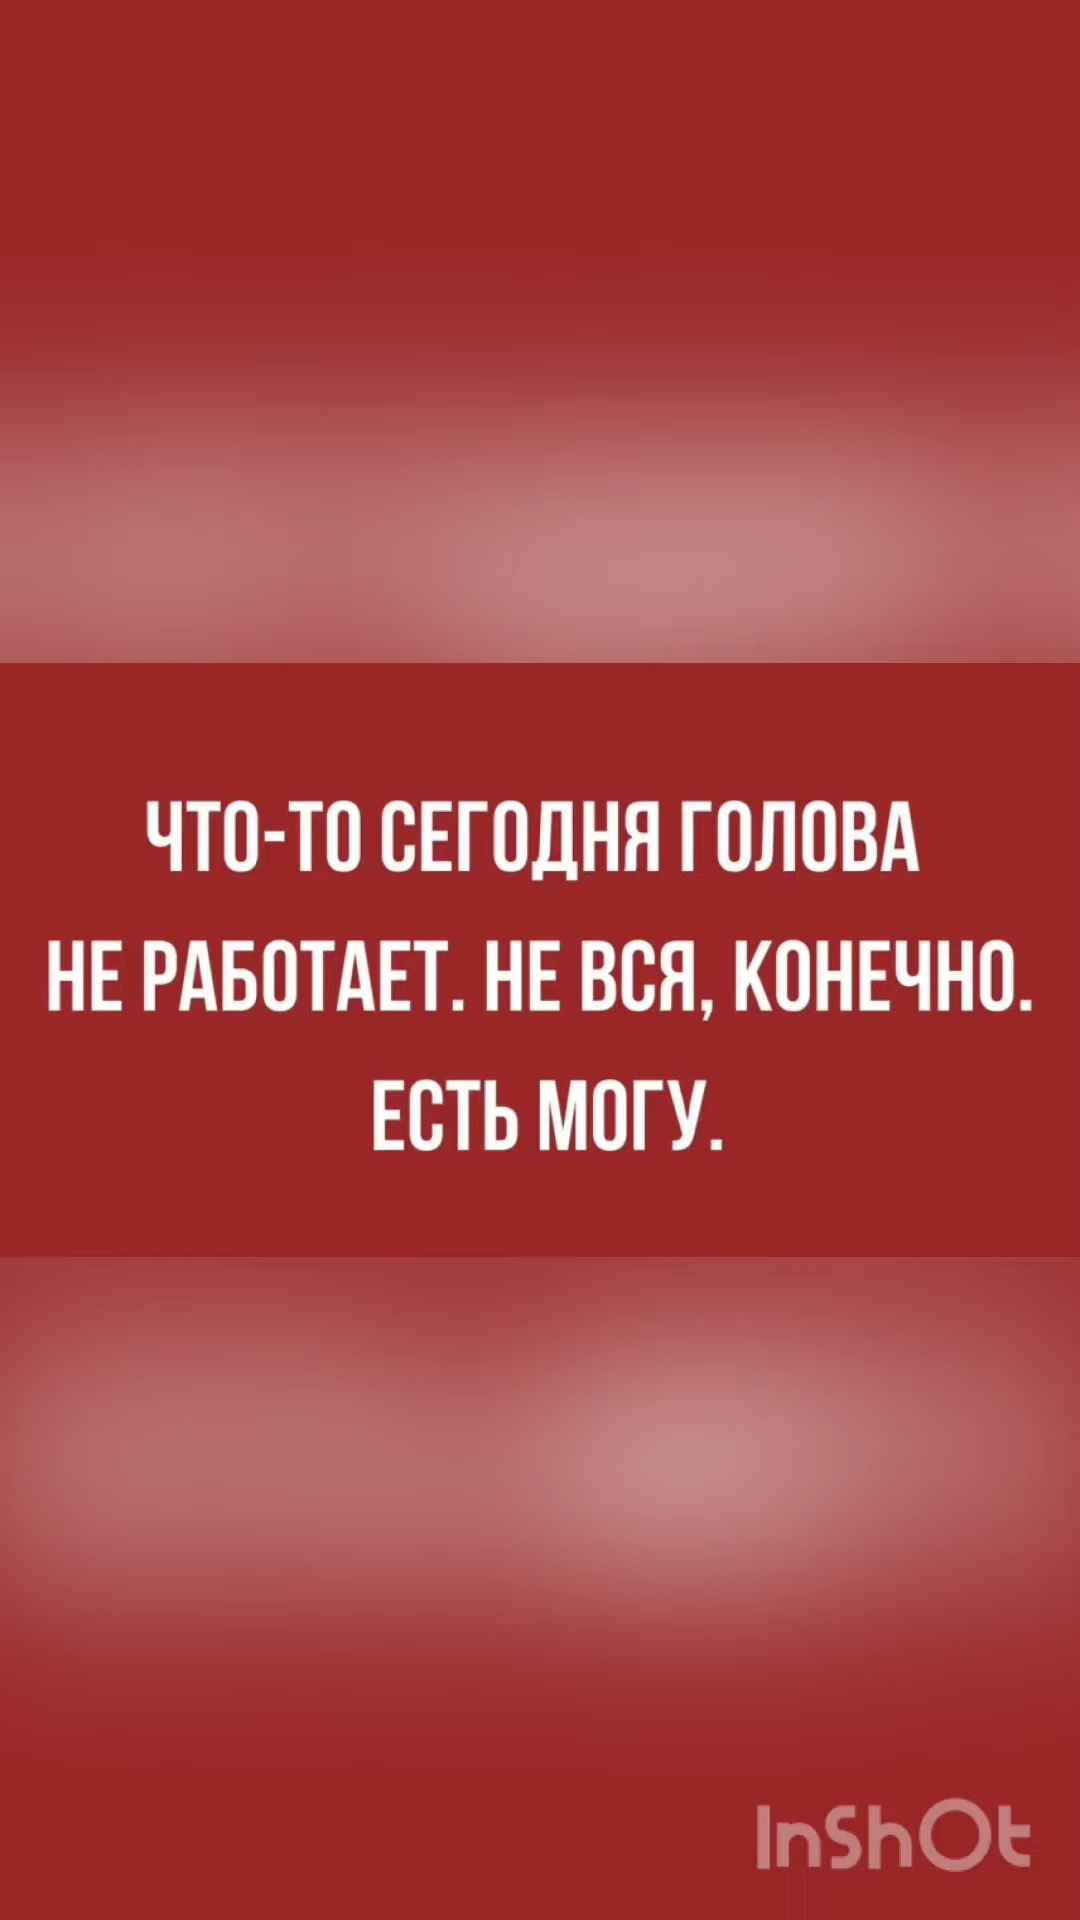 ЧТО-ТО СЕГОДНЯ ГОЛОВА
НЕ РАБОТАЕТ. НЕ ВСЯ, КОНЕЧНО.
ЕСТЬ МОГУ.
InShOt